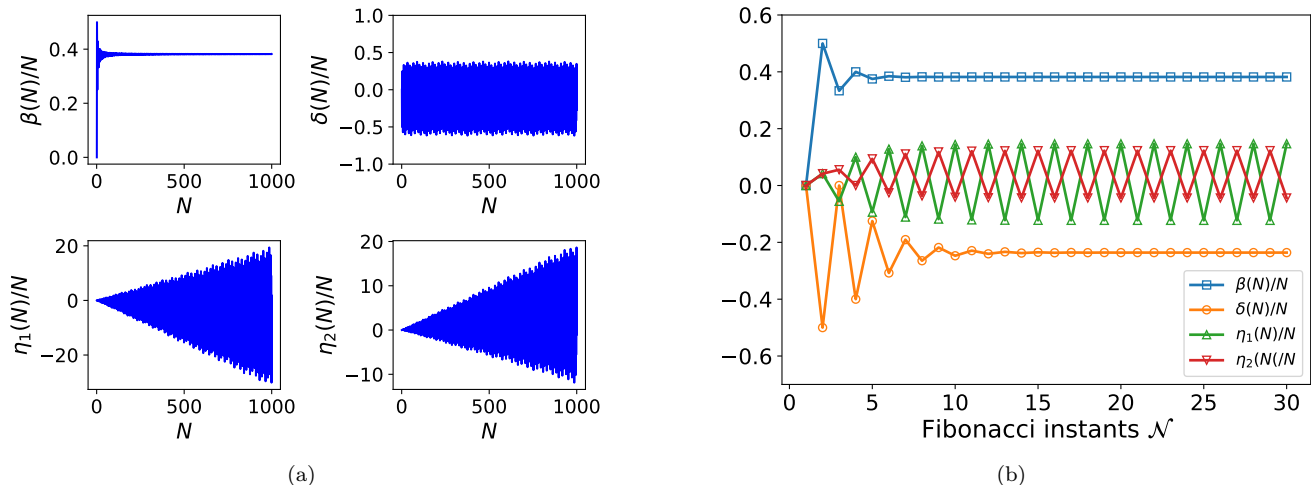 β(N)/N
0.4
0.2
0.0
0
500
1000
N
δ(N)/N
1.0
0.5
0.0
−0.5
−1.0
0
500
1000
N
η₁(N)/N
20
0
−20
0
500
1000
N
η₂(N)/N
20
10
0
−10
0
500
1000
N
(a)
0.6
0.4
0.2
0.0
−0.2
−0.4
−0.6
0
5
10
15
20
25
30
Fibonacci instants 𝒩
β(N)/N
δ(N)/N
η₁(N)/N
η₂(N(/N
(b)